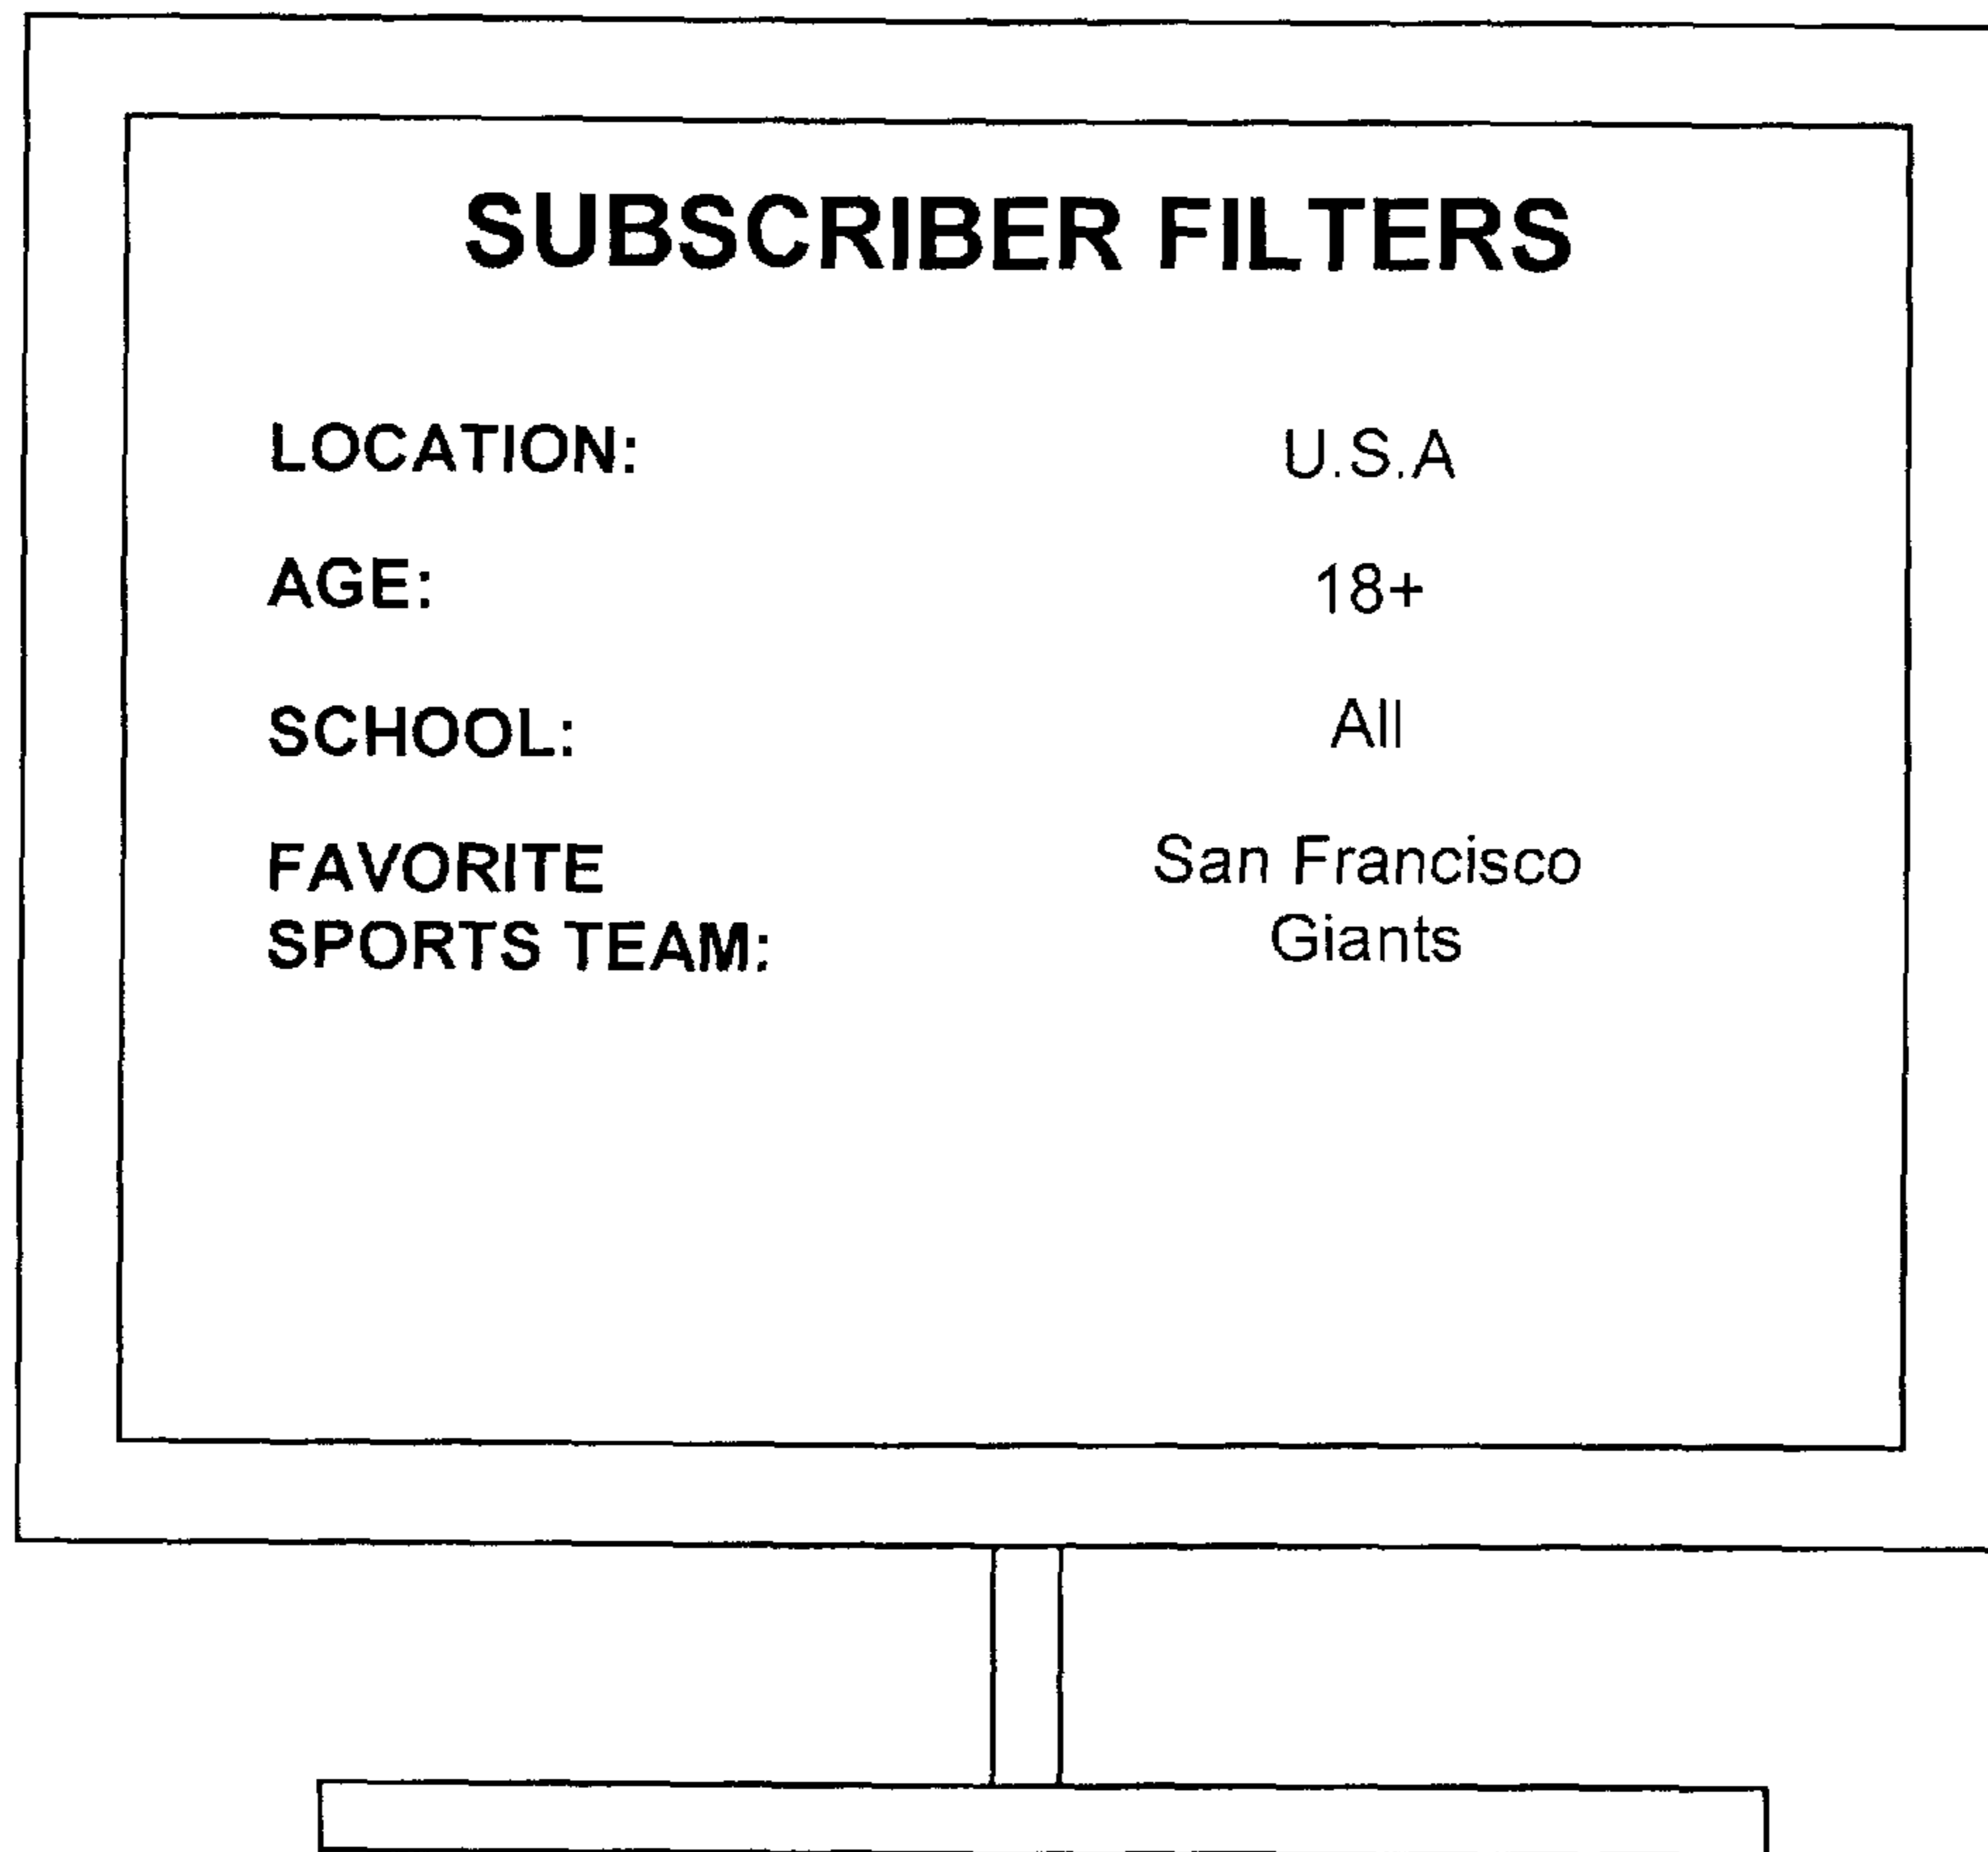 SUBSCRIBER FILTERS
LOCATION: U.S.A
AGE: 18+
SCHOOL: All
FAVORITE San Francisco
SPORTS TEAM: Giants